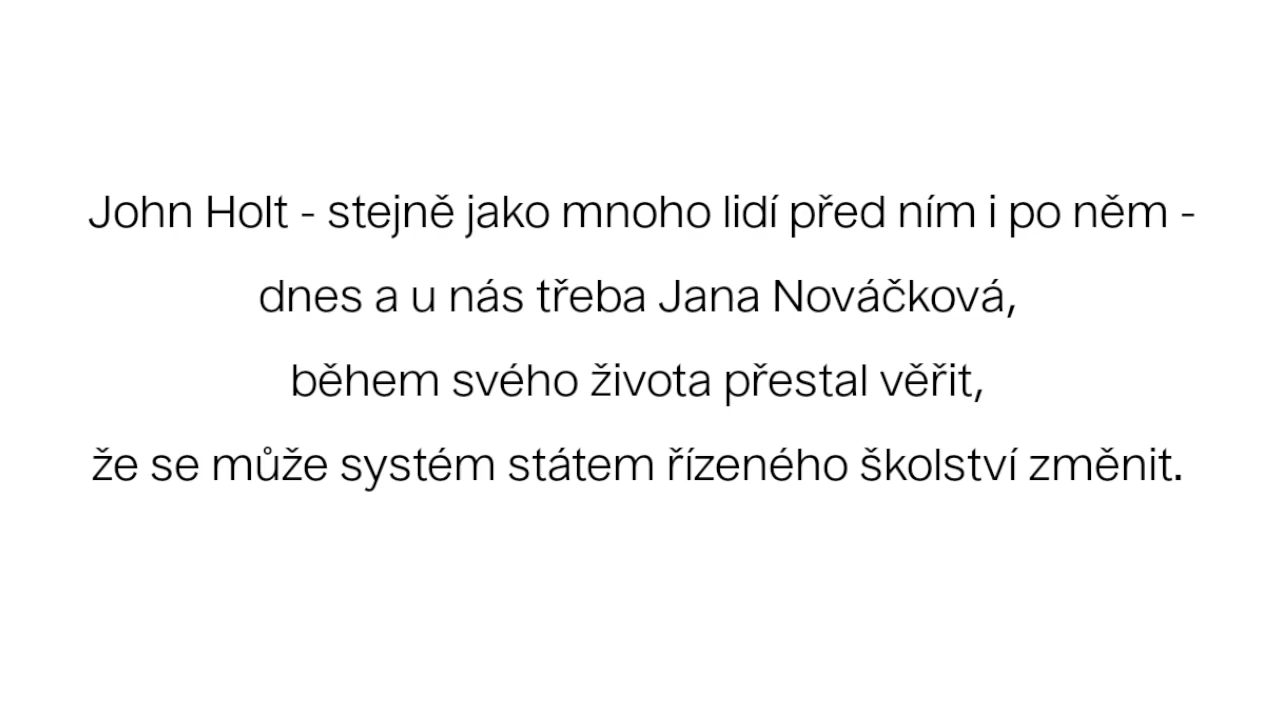 John Holt - stejně jako mnoho lidí před ním i po něm -
dnes a u nás třeba Jana Nováčková,
během svého života přestal věřit,
že se může systém státem řízeného školství změnit.